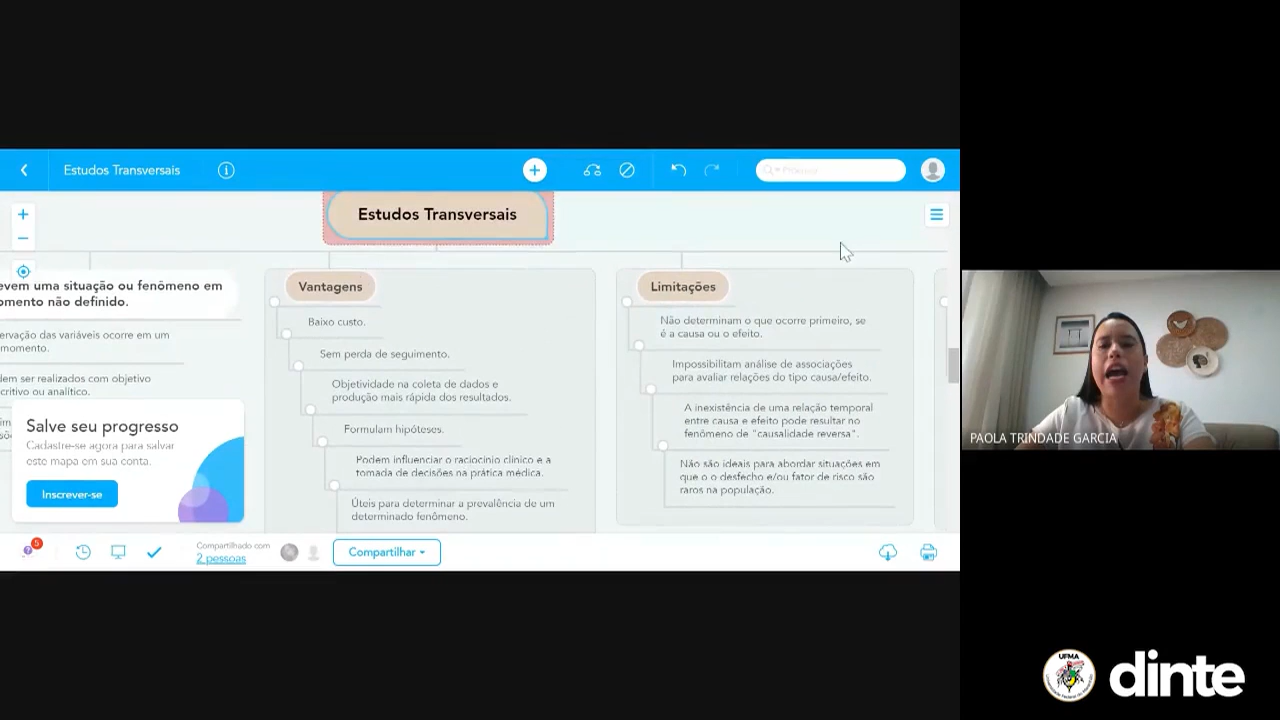 Estudos Transversais
Estudos Transversais
evem uma situação ou fenômeno em
omento não definido.
ervação das variáveis ocorre em um
momento.
dem ser realizados com objetivo
critivo ou analítico.
Salve seu progresso
Cadastre-se agora para salvar
este mapa em sua conta.
Inscrever-se
Vantagens
Baixo custo.
Sem perda de seguimento.
Objetividade na coleta de dados e
produção mais rápida dos resultados.
Formulam hipóteses.
Podem influenciar o raciocínio clínico e a
tomada de decisões na prática médica.
Úteis para determinar a prevalência de um
determinado fenômeno.
Limitações
Não determinam o que ocorre primeiro, se
é a causa ou o efeito.
Impossibilitam análise de associações
para avaliar relações do tipo causa/efeito.
A inexistência de uma relação temporal
entre causa e efeito pode resultar no
fenômeno de "causalidade reversa".
Não são ideais para abordar situações em
que o o desfecho e/ou fator de risco são
raros na população.
5
Compartilhado com
2 pessoas
Compartilhar
PAOLA TRINDADE GARCIA
UFMA
dinte